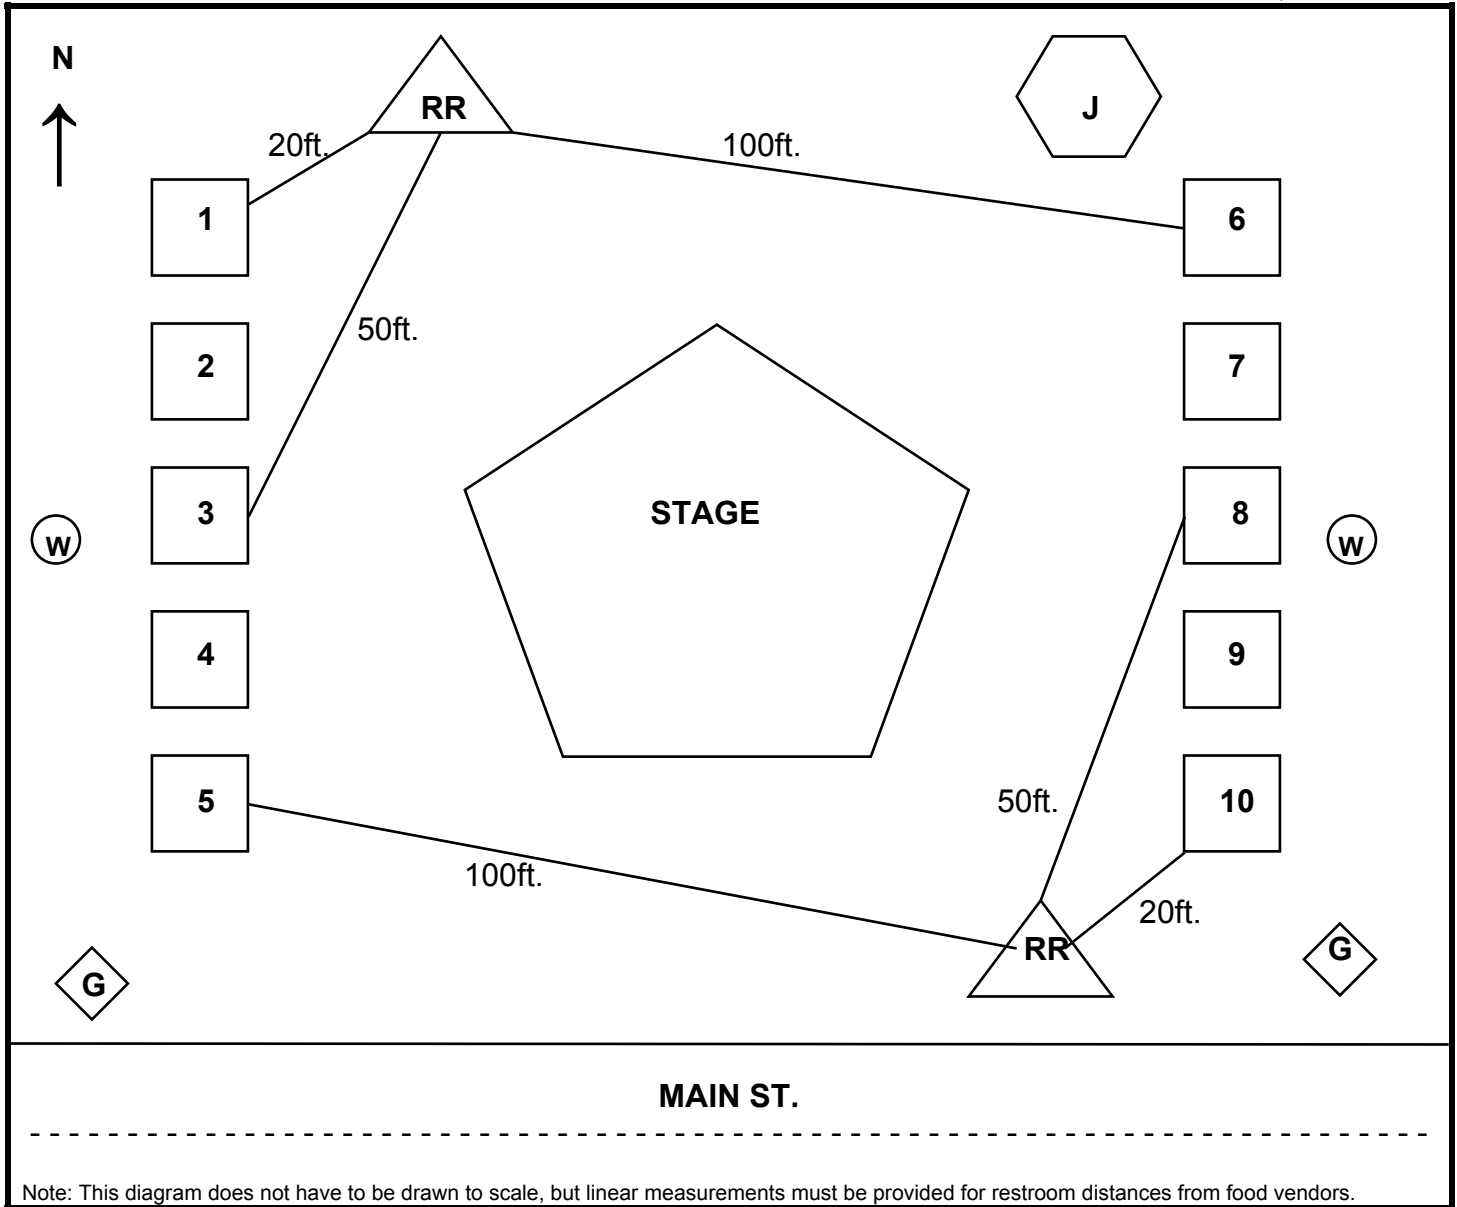 N
RR
J
20ft.
100ft.
1
6
50ft.
2
7
3
STAGE
8
W
W
4
9
5
50ft.
10
100ft.
20ft.
RR
G
G
MAIN ST.
Note: This diagram does not have to be drawn to scale, but linear measurements must be provided for restroom distances from food vendors.